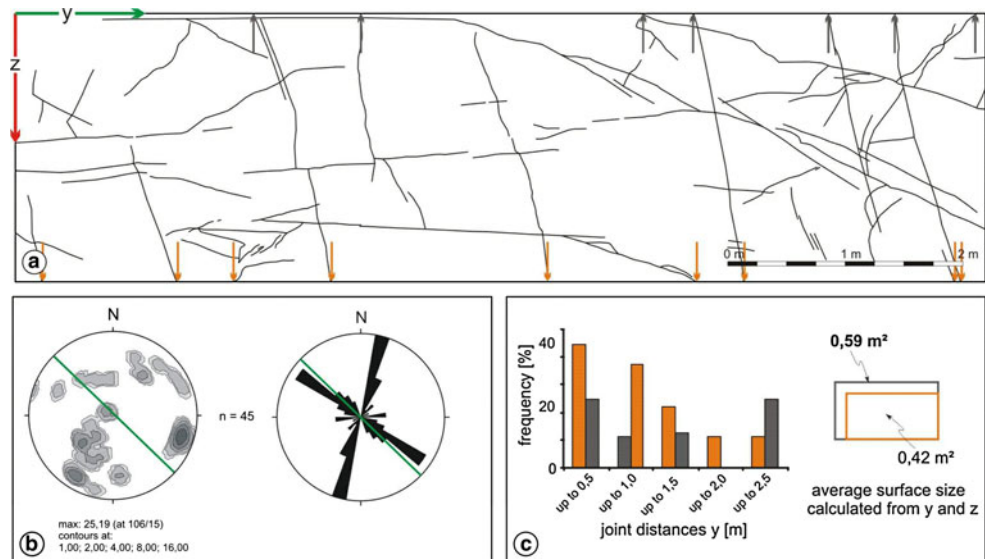 y
z
a
0 m
1 m
2 m
N
N
n = 45
max: 25,19 (at 106/15)
contours at:
1,00; 2,00; 4,00; 8,00; 16,00
b
frequency [%]
40
20
0
up to 0,5
up to 1,0
up to 1,5
up to 2,0
up to 2,5
joint distances y [m]
0,59 m²
0,42 m²
average surface size
calculated from y and z
c